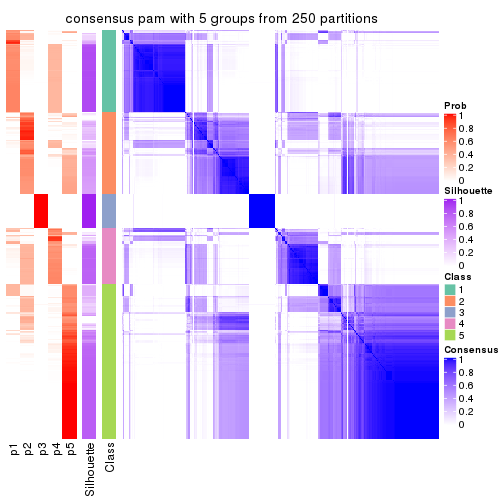 consensus pam with 5 groups from 250 partitions
Prob
1
0.8
0.6
0.4
0.2
0
Silhouette
1
0.8
0.6
0.4
0.2
0
Class
1
2
3
4
5
Consensus
1
0.8
0.6
0.4
0.2
0
p1
p2
p3
p4
p5
Silhouette
Class